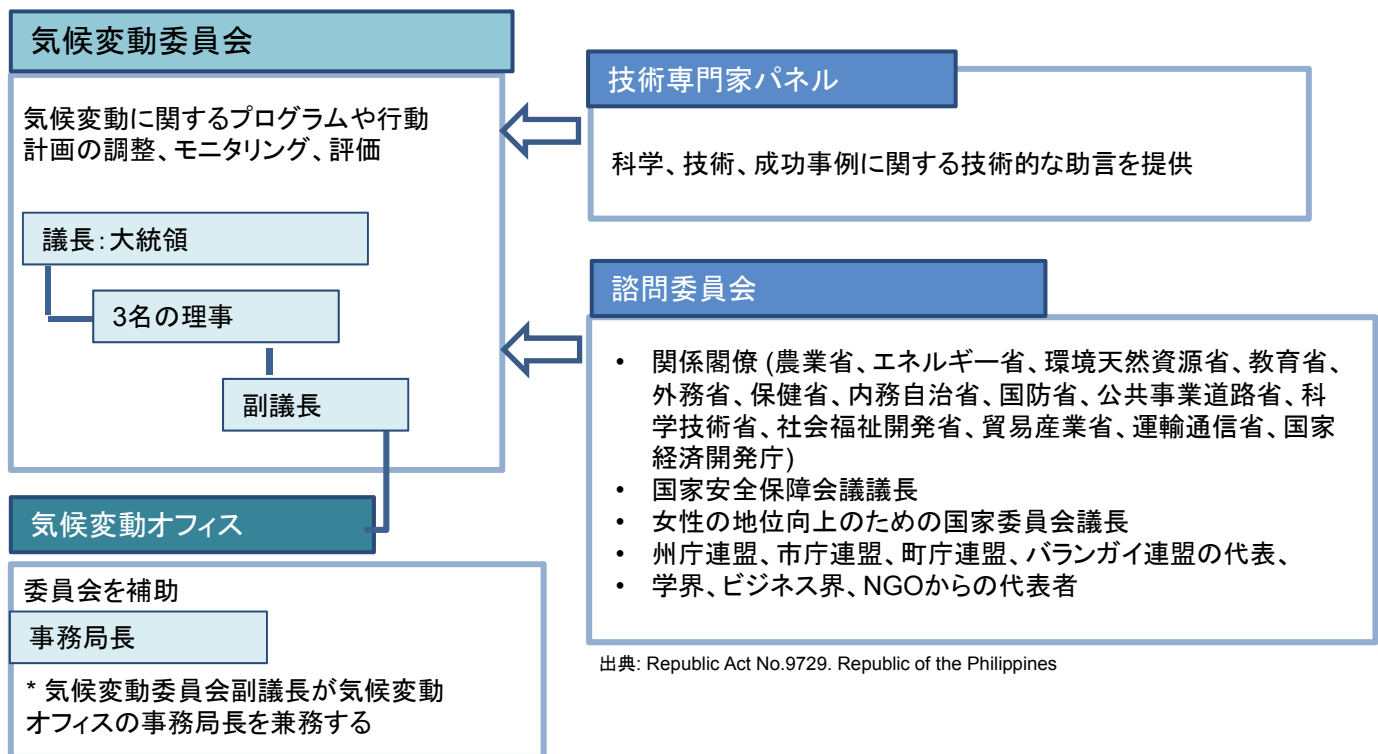 気候変動委員会
気候変動に関するプログラムや行動
計画の調整、モニタリング、評価
議長：大統領
3名の理事
副議長
気候変動オフィス
委員会を補助
事務局長
* 気候変動委員会副議長が気候変動
オフィスの事務局長を兼務する
技術専門家パネル
科学、技術、成功事例に関する技術的な助言を提供
諮問委員会
• 関係閣僚 (農業省、エネルギー省、環境天然資源省、教育省、
外務省、保健省、内務自治省、国防省、公共事業道路省、科
学技術省、社会福祉開発省、貿易産業省、運輸通信省、国家
経済開発庁)
• 国家安全保障会議議長
• 女性の地位向上のための国家委員会議長
• 州庁連盟、市庁連盟、町庁連盟、バランガイ連盟の代表、
• 学界、ビジネス界、NGOからの代表者
出典: Republic Act No.9729. Republic of the Philippines